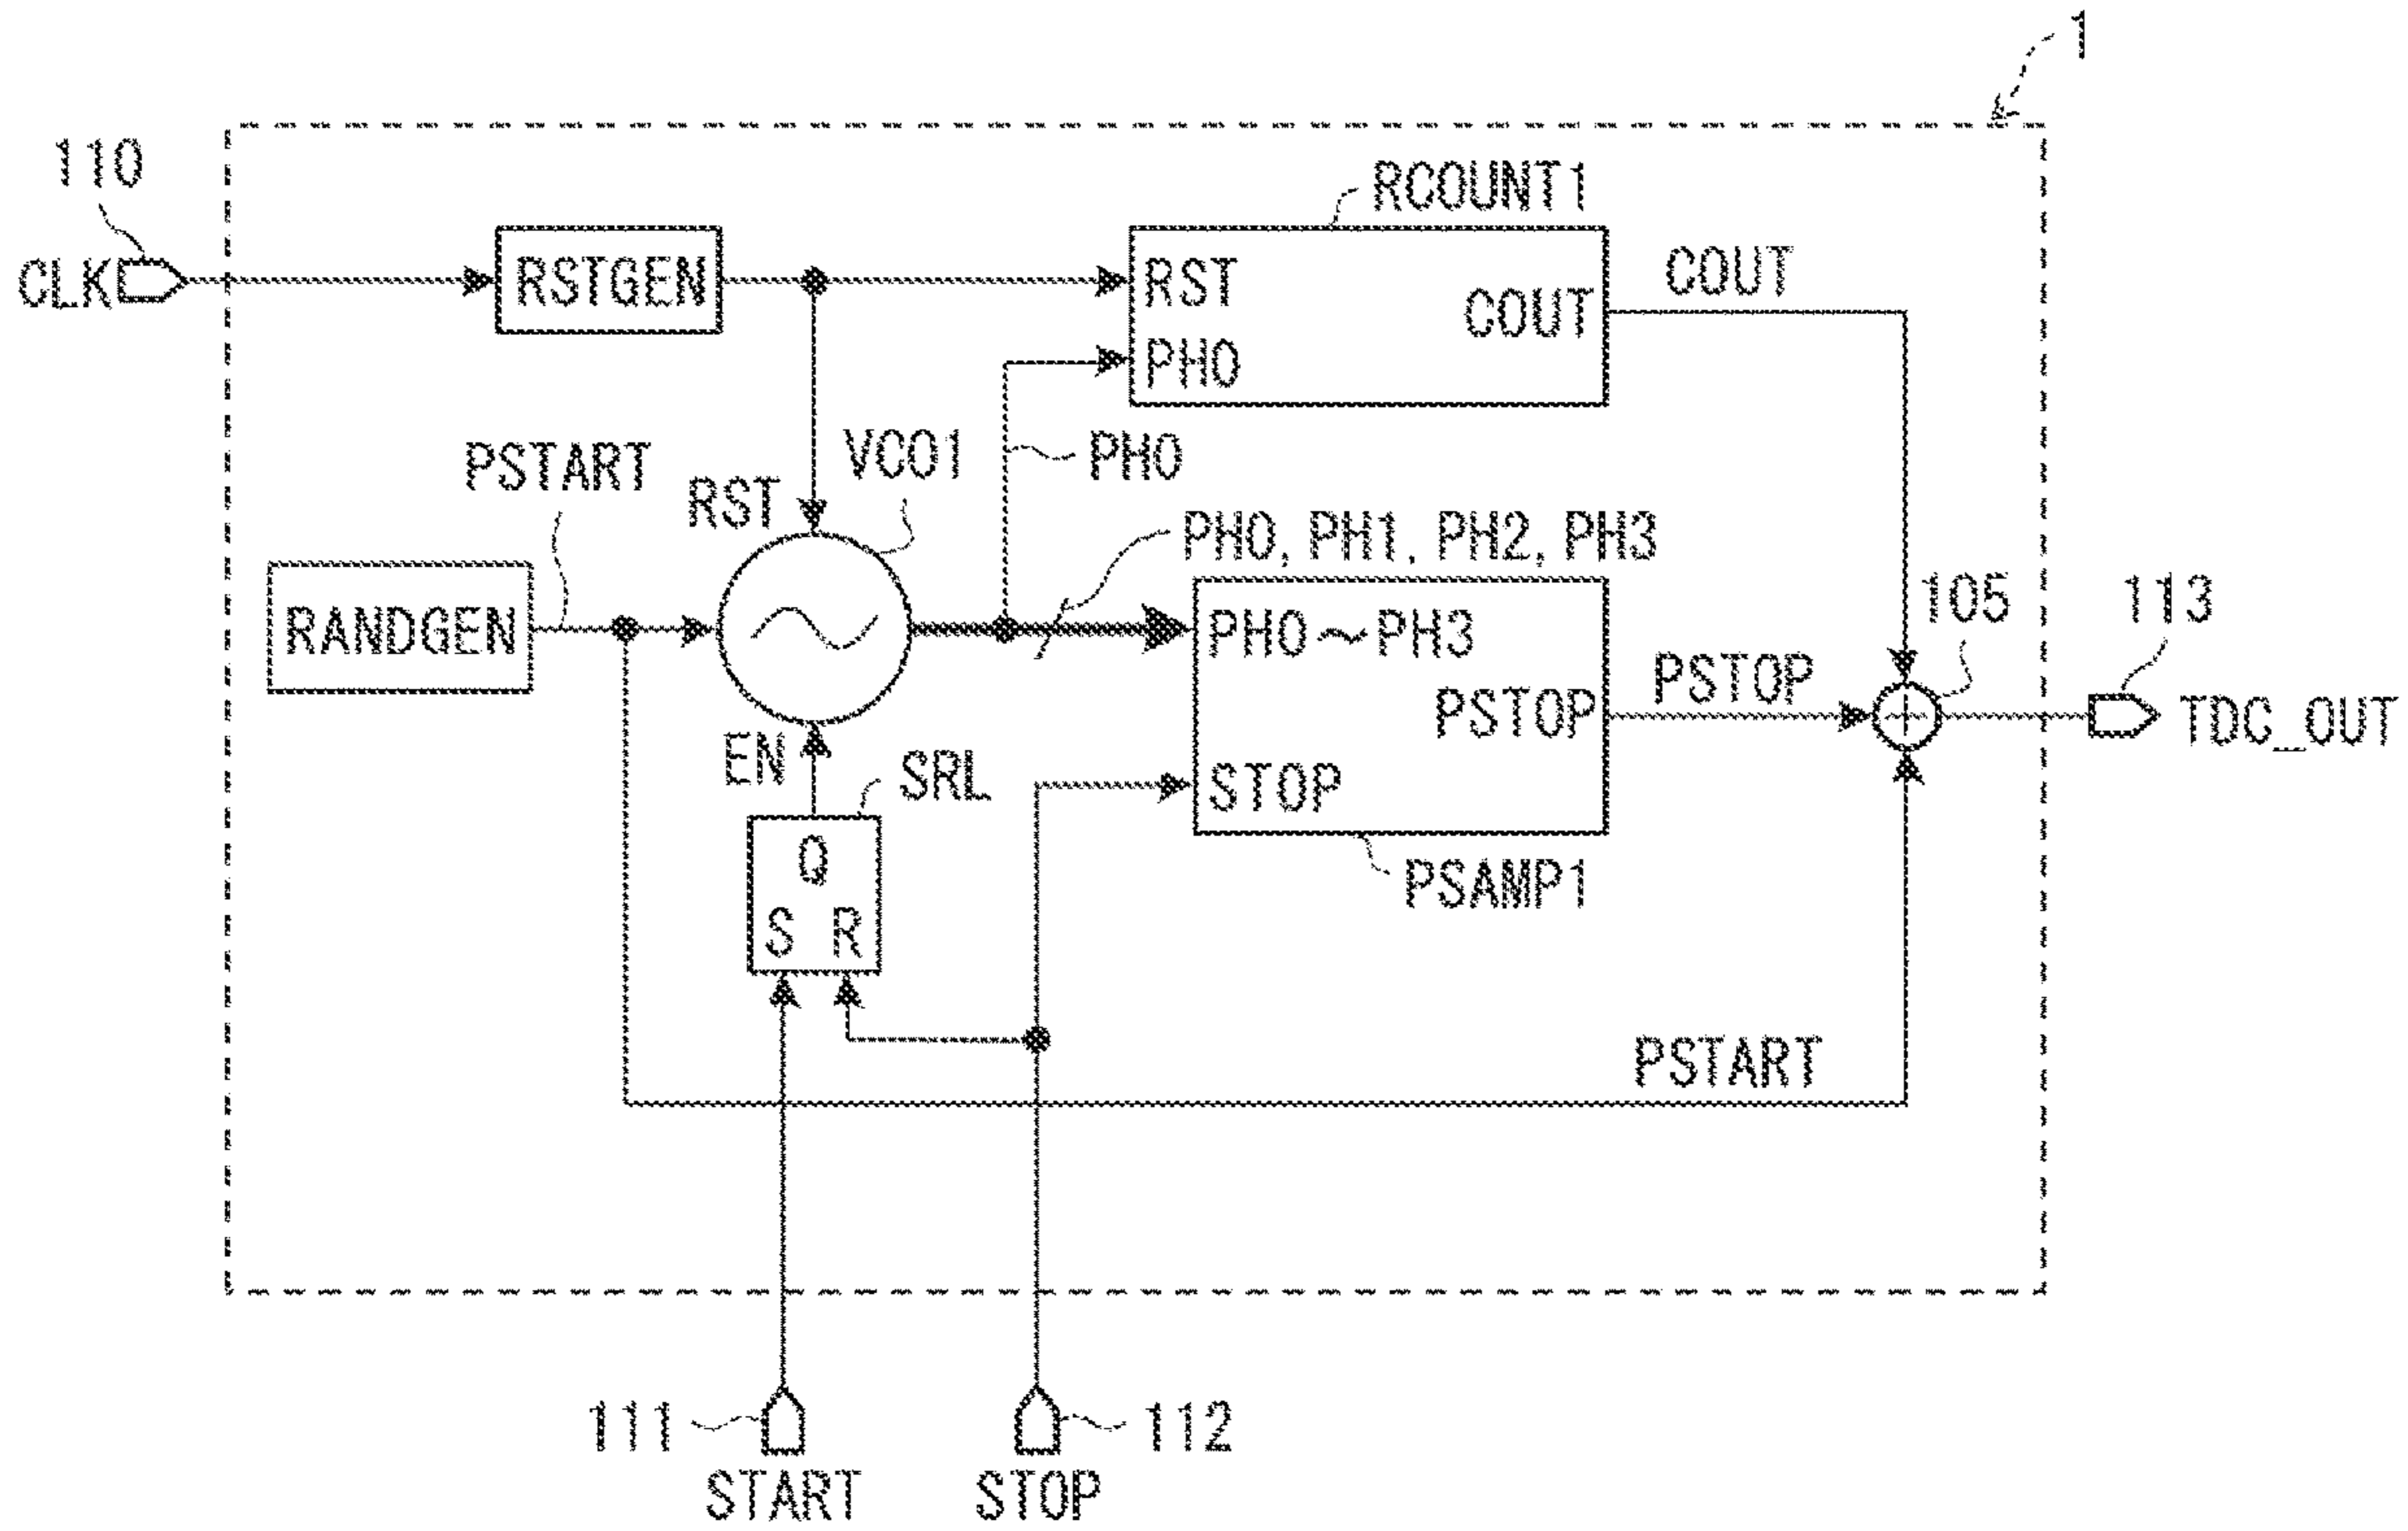 1
110
CLK
RSTGEN
RCOUNT1
RST
PH0
COUT
COUT
PSTART
RST
VCO1
PH0
PH0, PH1, PH2, PH3
RANDGEN
PH0~PH3
PSTOP
STOP
PSTOP
105
113
TDC_OUT
EN
SRL
Q
S R
PSAMP1
PSTART
111
START
112
STOP